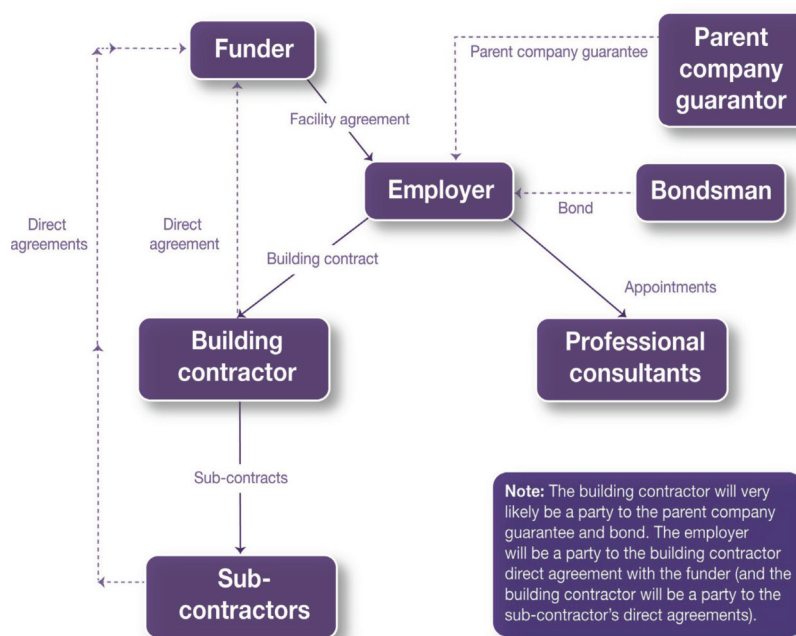 Funder
Parent company guarantee
Parent
company
guarantor
Facility agreement
Employer
Bondsman
Bond
Direct
agreements
Direct
agreement
Building contract
Appointments
Building
contractor
Professional
consultants
Sub-contracts
Sub-
contractors
Note: The building contractor will very
likely be a party to the parent company
guarantee and bond. The employer
will be a party to the building contractor
direct agreement with the funder (and the
building contractor will be a party to the
sub-contractor’s direct agreements).